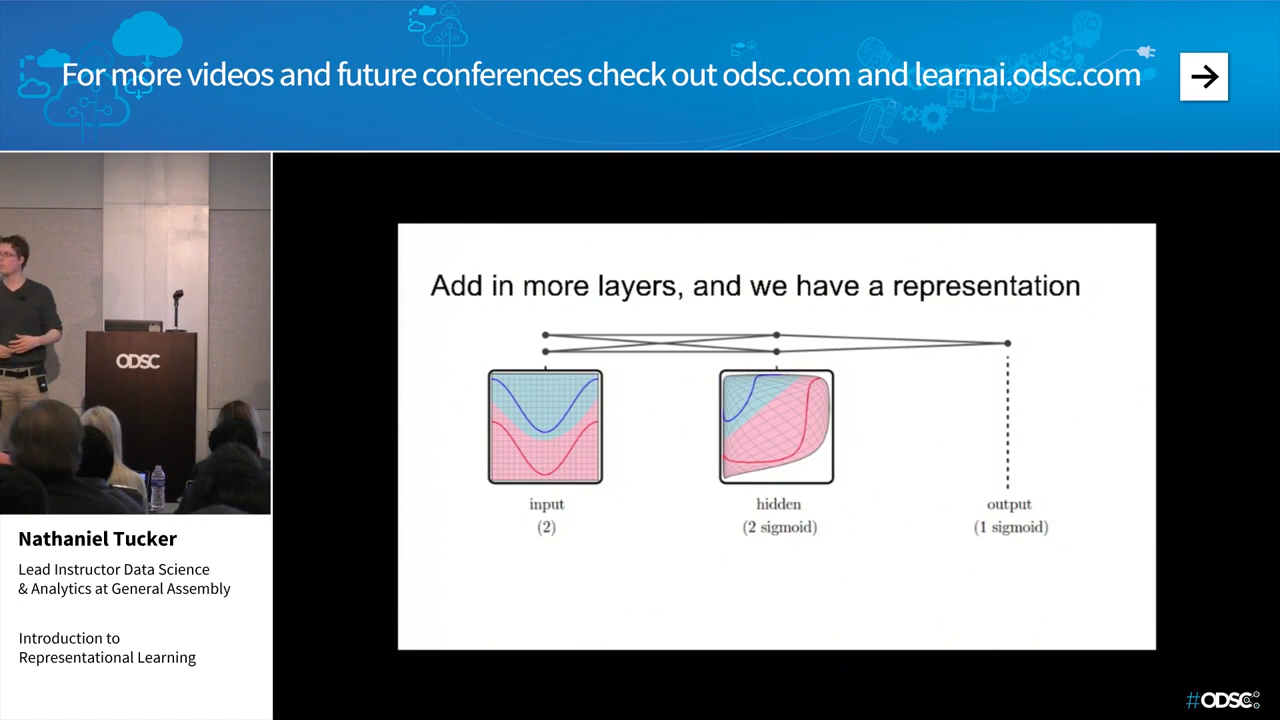 For more videos and future conferences check out odsc.com and learnai.odsc.com
ODSC
Nathaniel Tucker
Lead Instructor Data Science
& Analytics at General Assembly
Introduction to
Representational Learning
Add in more layers, and we have a representation
input
(2)
hidden
(2 sigmoid)
output
(1 sigmoid)
#ODSC